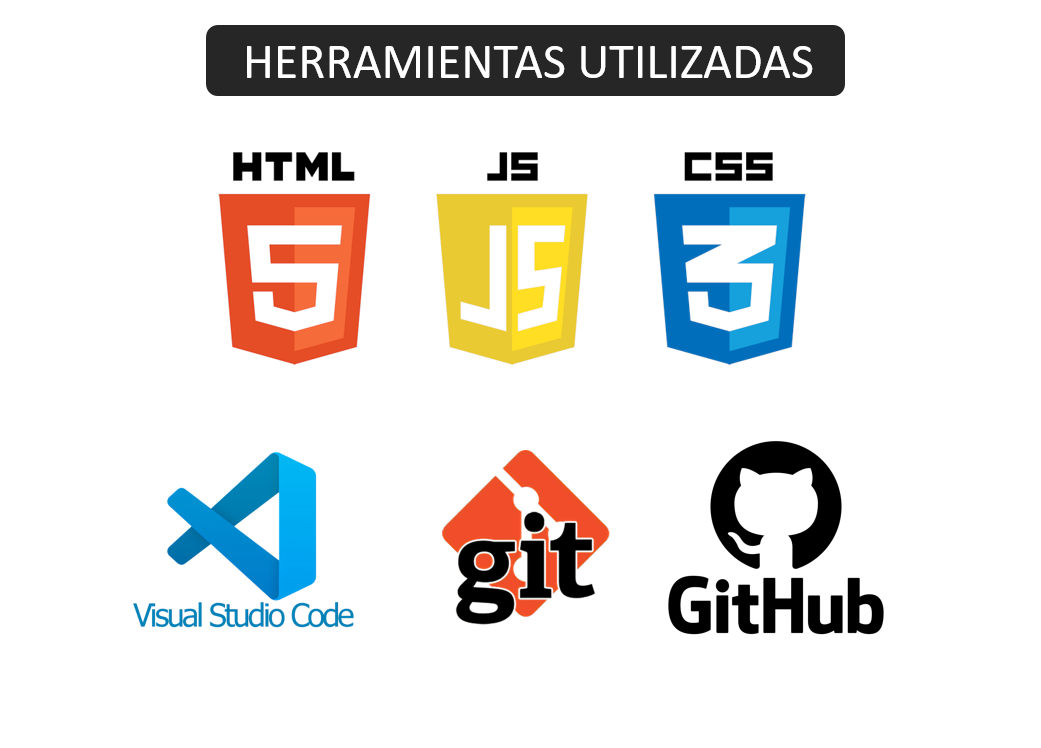 HERRAMIENTAS UTILIZADAS
HTML JS CSS
5 JS 3
Visual Studio Code git GitHub